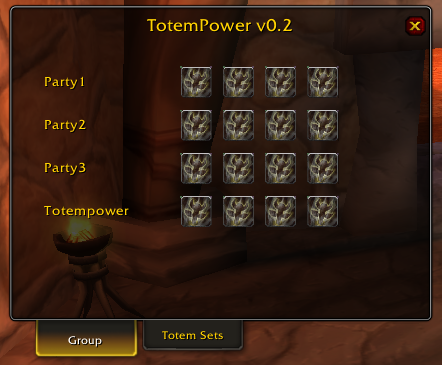 TotemPower v0.2
Party1
Party2
Party3
Totempower
Group
Totem Sets